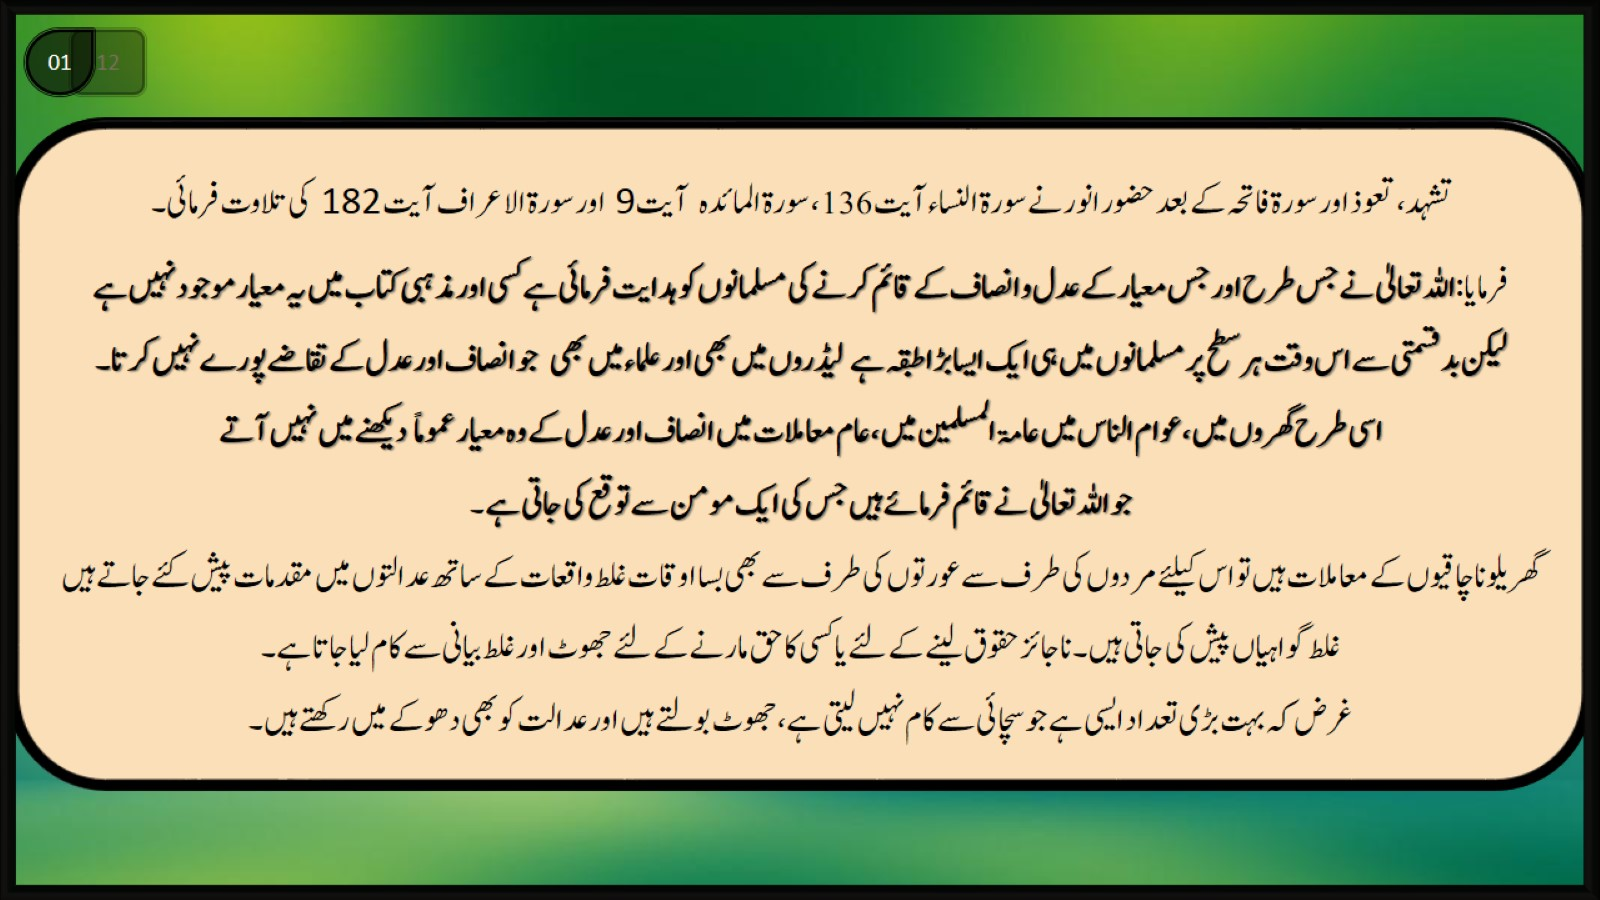 01
12
تشہد، تعوذ اور سورۃ فاتحہ کے بعد حضور انور نے سورۃ النساء آیت136،سورۃ المائدہ آیت9 اور سورۃ الاعراف آیت182 کی تلاوت فرمائی۔
فرمایا:اللہ تعالیٰ نے جس طرح اور جس معیار کے عدل و انصاف کے قائم کرنے کی مسلمانوں کو ہدایت فرمائی ہے کسی اور مذہبی کتاب میں یہ معیار موجود نہیں ہے
لیکن بدقسمتی سے اس وقت ہر سطح پر مسلمانوں میں ہی ایک ایسا بڑا طبقہ ہے لیڈروں میں بھی اور علماء میں بھی جو انصاف اور عدل کے تقاضے پورے نہیں کرتا۔
اسی طرح گھروں میں، عوام الناس میں عامۃ المسلمین میں،عام معاملات میں انصاف اور عدل کے وہ معیار عموماً دیکھنے میں نہیں آتے
جو اللہ تعالیٰ نے قائم فرمائے ہیں جس کی ایک مومن سے توقع کی جاتی ہے۔
گھریلو ناچاقیوں کے معاملات ہیں تو اس کیلئے مردوں کی طرف سے عورتوں کی طرف سے بھی بسا اوقات غلط واقعات کے ساتھ عدالتوں میں مقدمات پیش کئے جاتے ہیں
غلط گواہیاں پیش کی جاتی ہیں۔ناجائز حقوق لینے کے لئے یا کسی کا حق مارنے کے لئے جھوٹ اور غلط بیانی سے کام لیا جاتا ہے۔
غرض کہ بہت بڑی تعداد ایسی ہے جو سچائی سے کام نہیں لیتی ہے،جھوٹ بولتے ہیں اور عدالت کو بھی دھوکے میں رکھتے ہیں۔